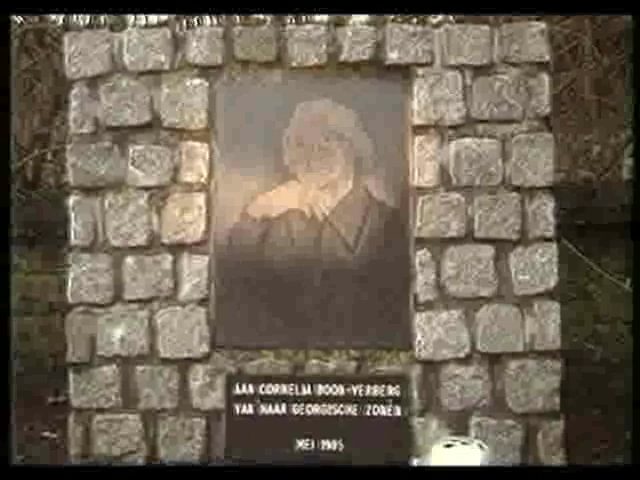 AAN CORNELIA BOON-VERBERG
VAN HAAR GEORGISCHE ZONEN
MEI 1985